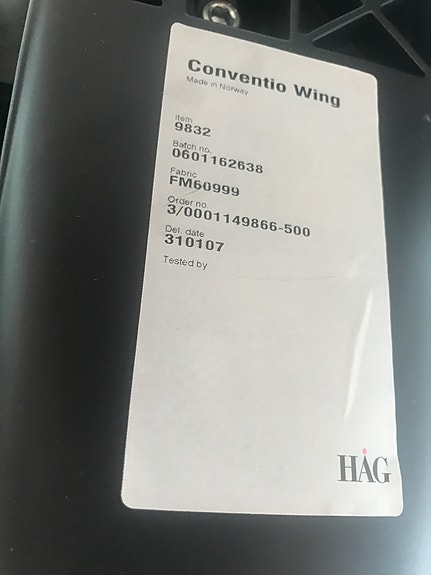 Conventio Wing
Made in Norway
Item
9832
Batch no.
0601162638
Fabric
FM60999
Order no.
3/0001149866-500
Del. date
310107
Tested by
HÅG